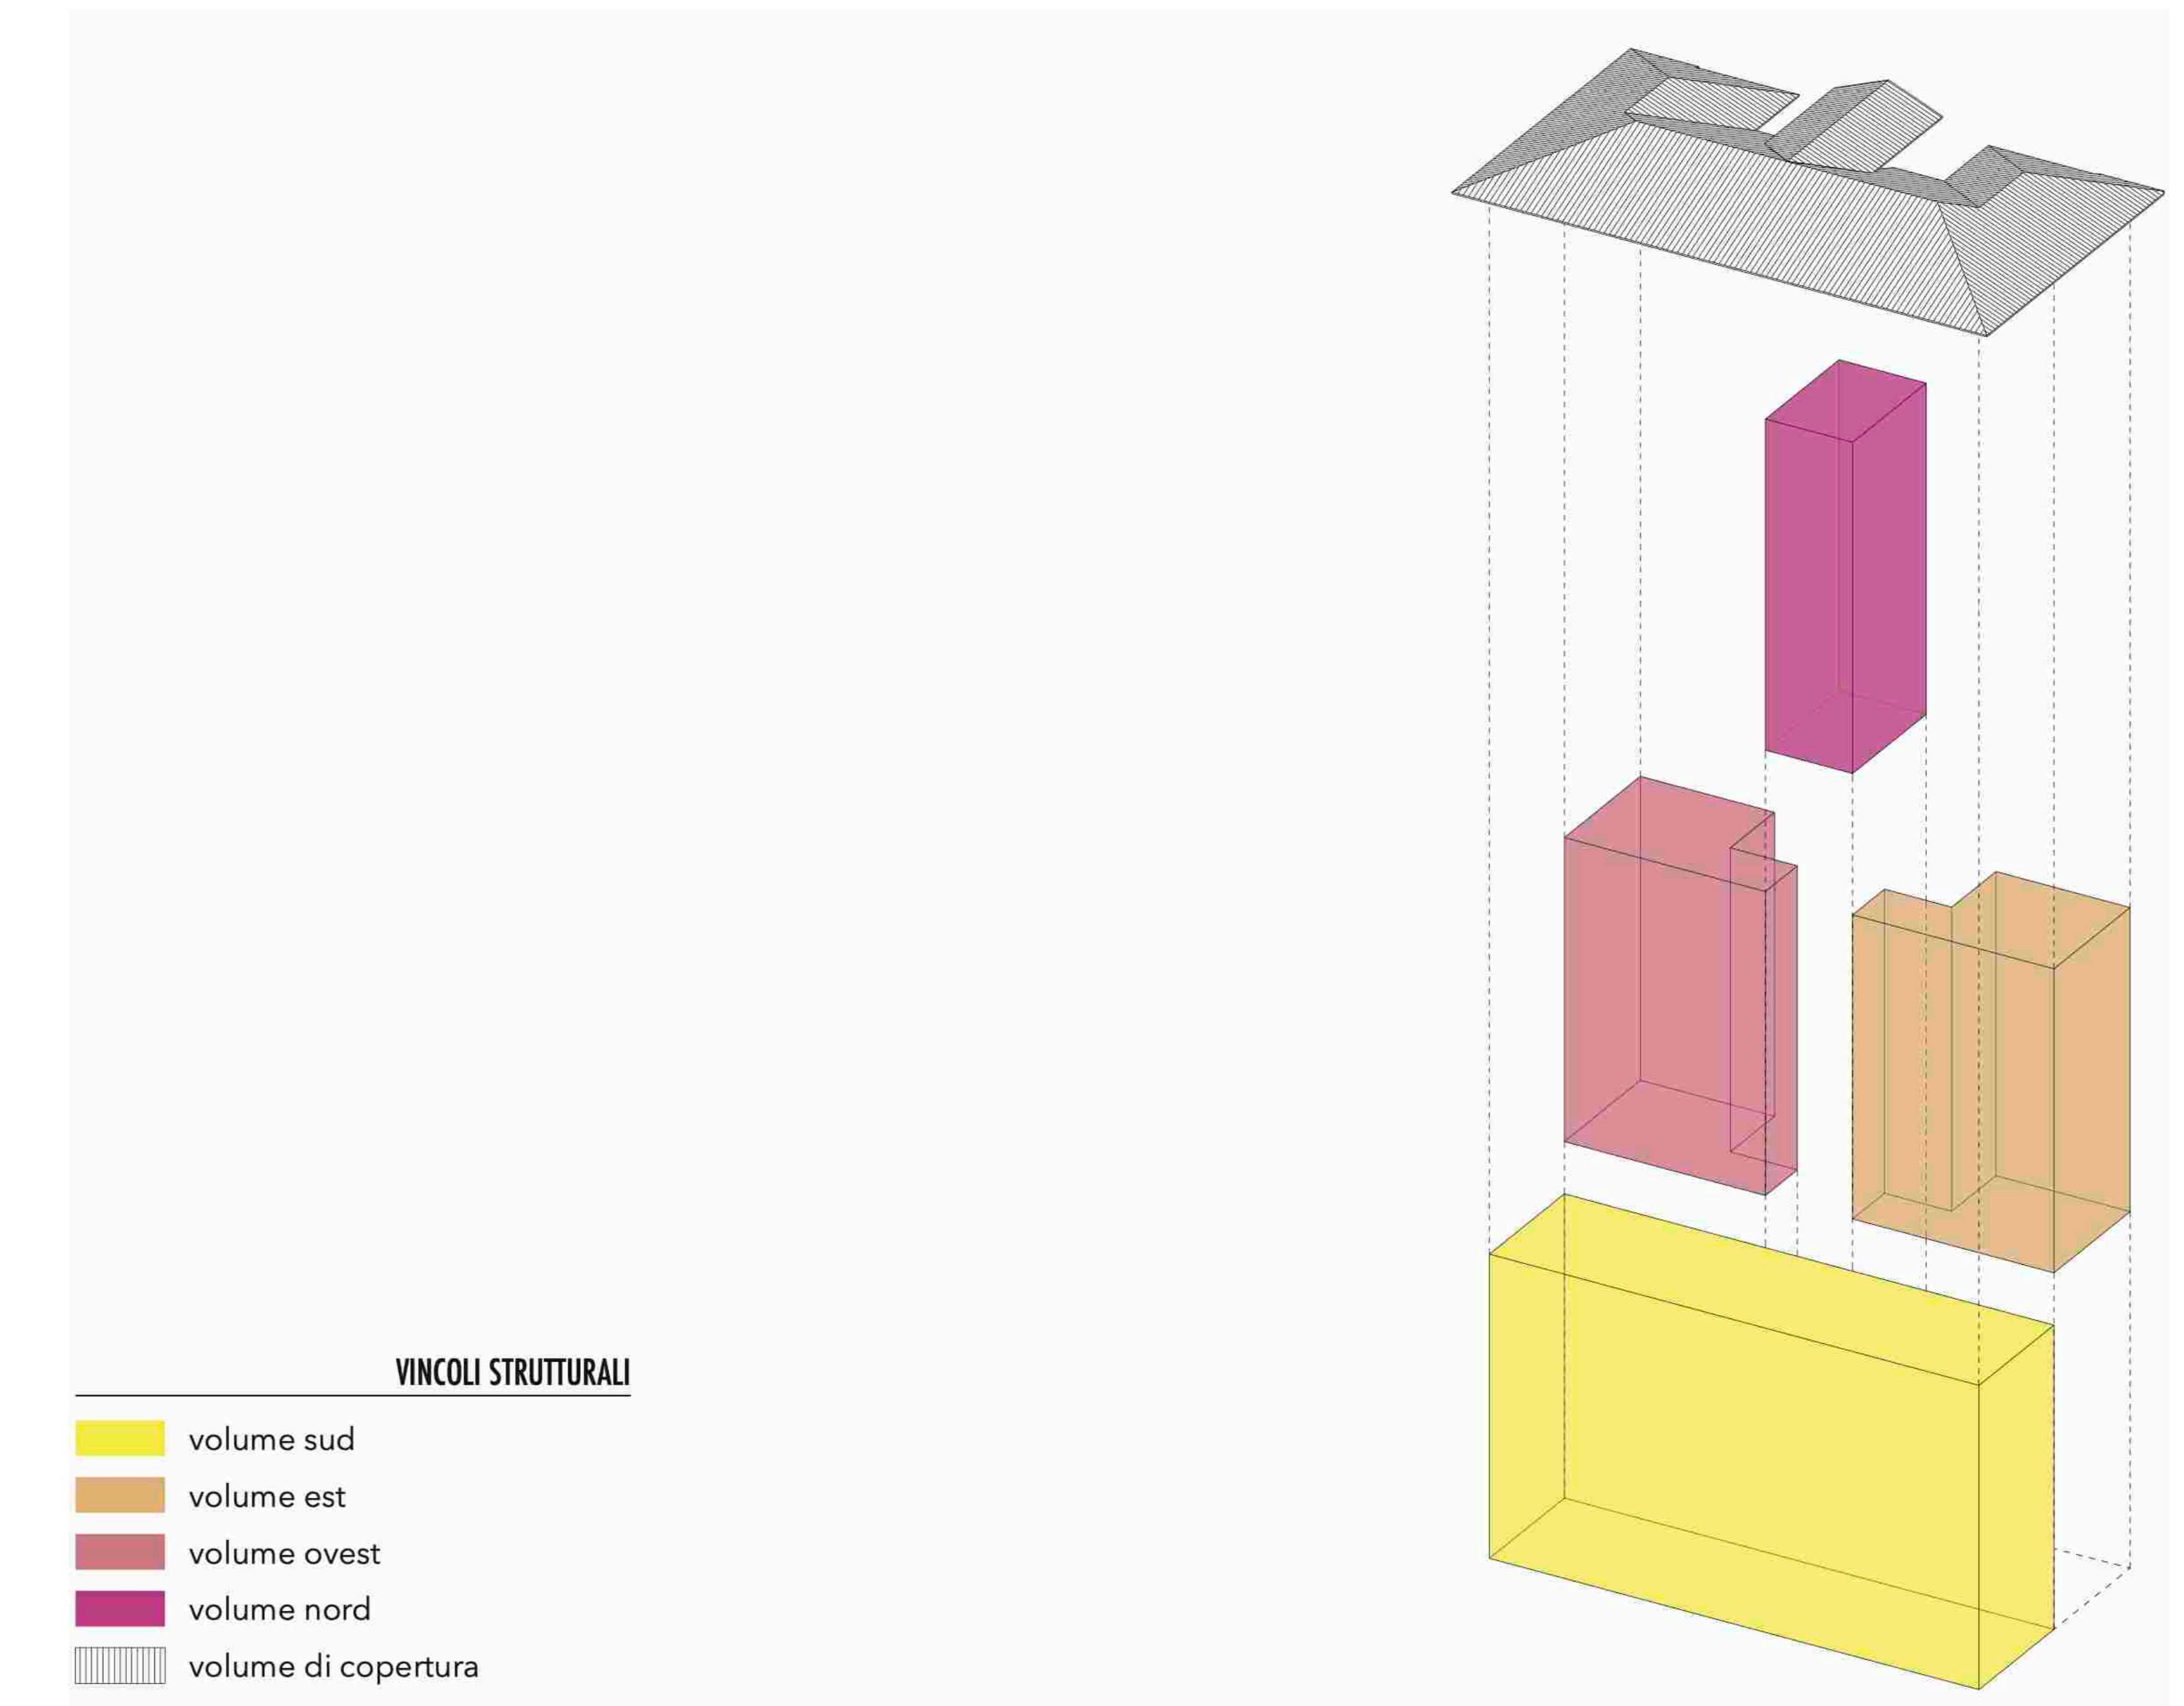 VINCOLI STRUTTURALI
volume sud
volume est
volume ovest
volume nord
volume di copertura